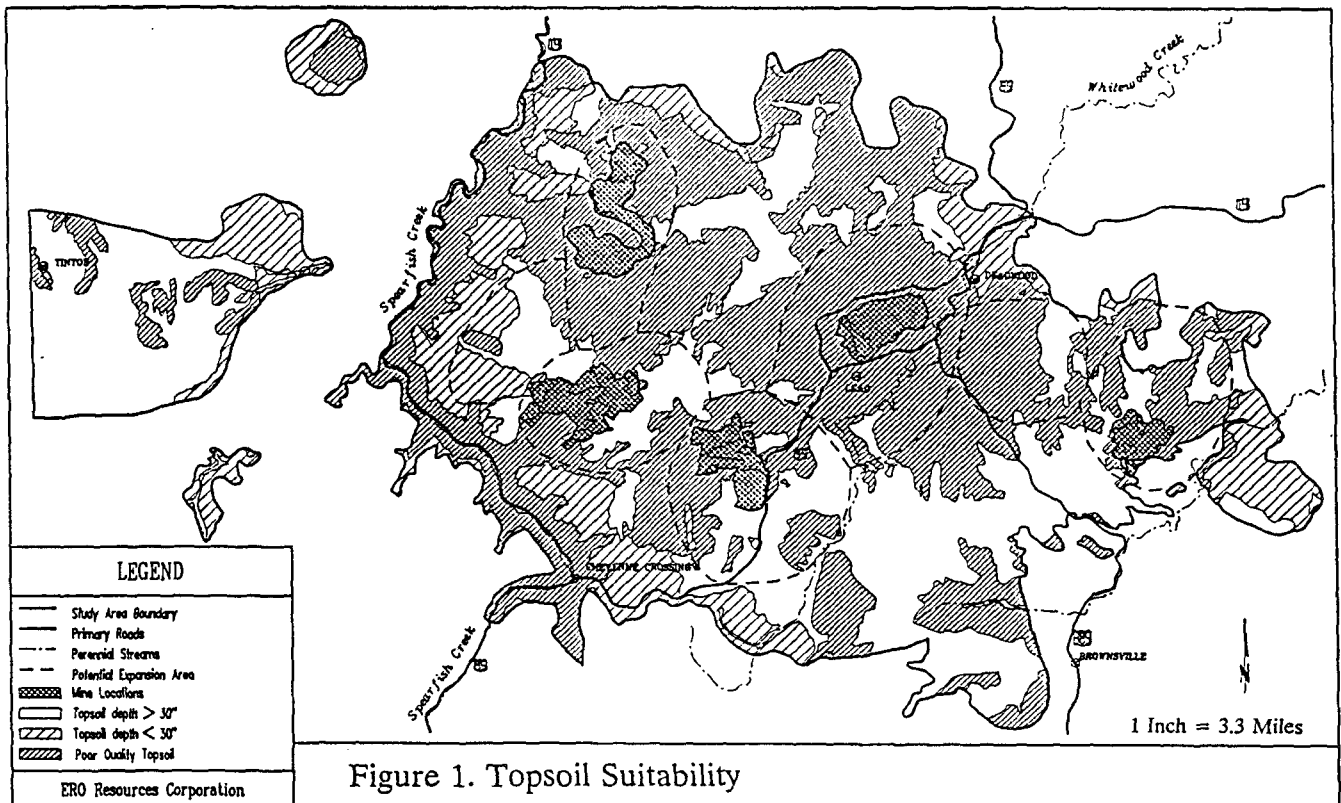 Whitewood Creek
Spearfish Creek
TINTON
DEADWOOD
LEAD
CHEYENNE CROSSING
Spearfish Creek
BROWNSVILLE
N
1 Inch = 3.3 Miles
LEGEND
Study Area Boundary
Primary Roads
Perennial Streams
Potential Expansion Area
Mine Locations
Topsoil depth > 30"
Topsoil depth < 30"
Poor Quality Topsoil
ERO Resources Corporation
Figure 1. Topsoil Suitability